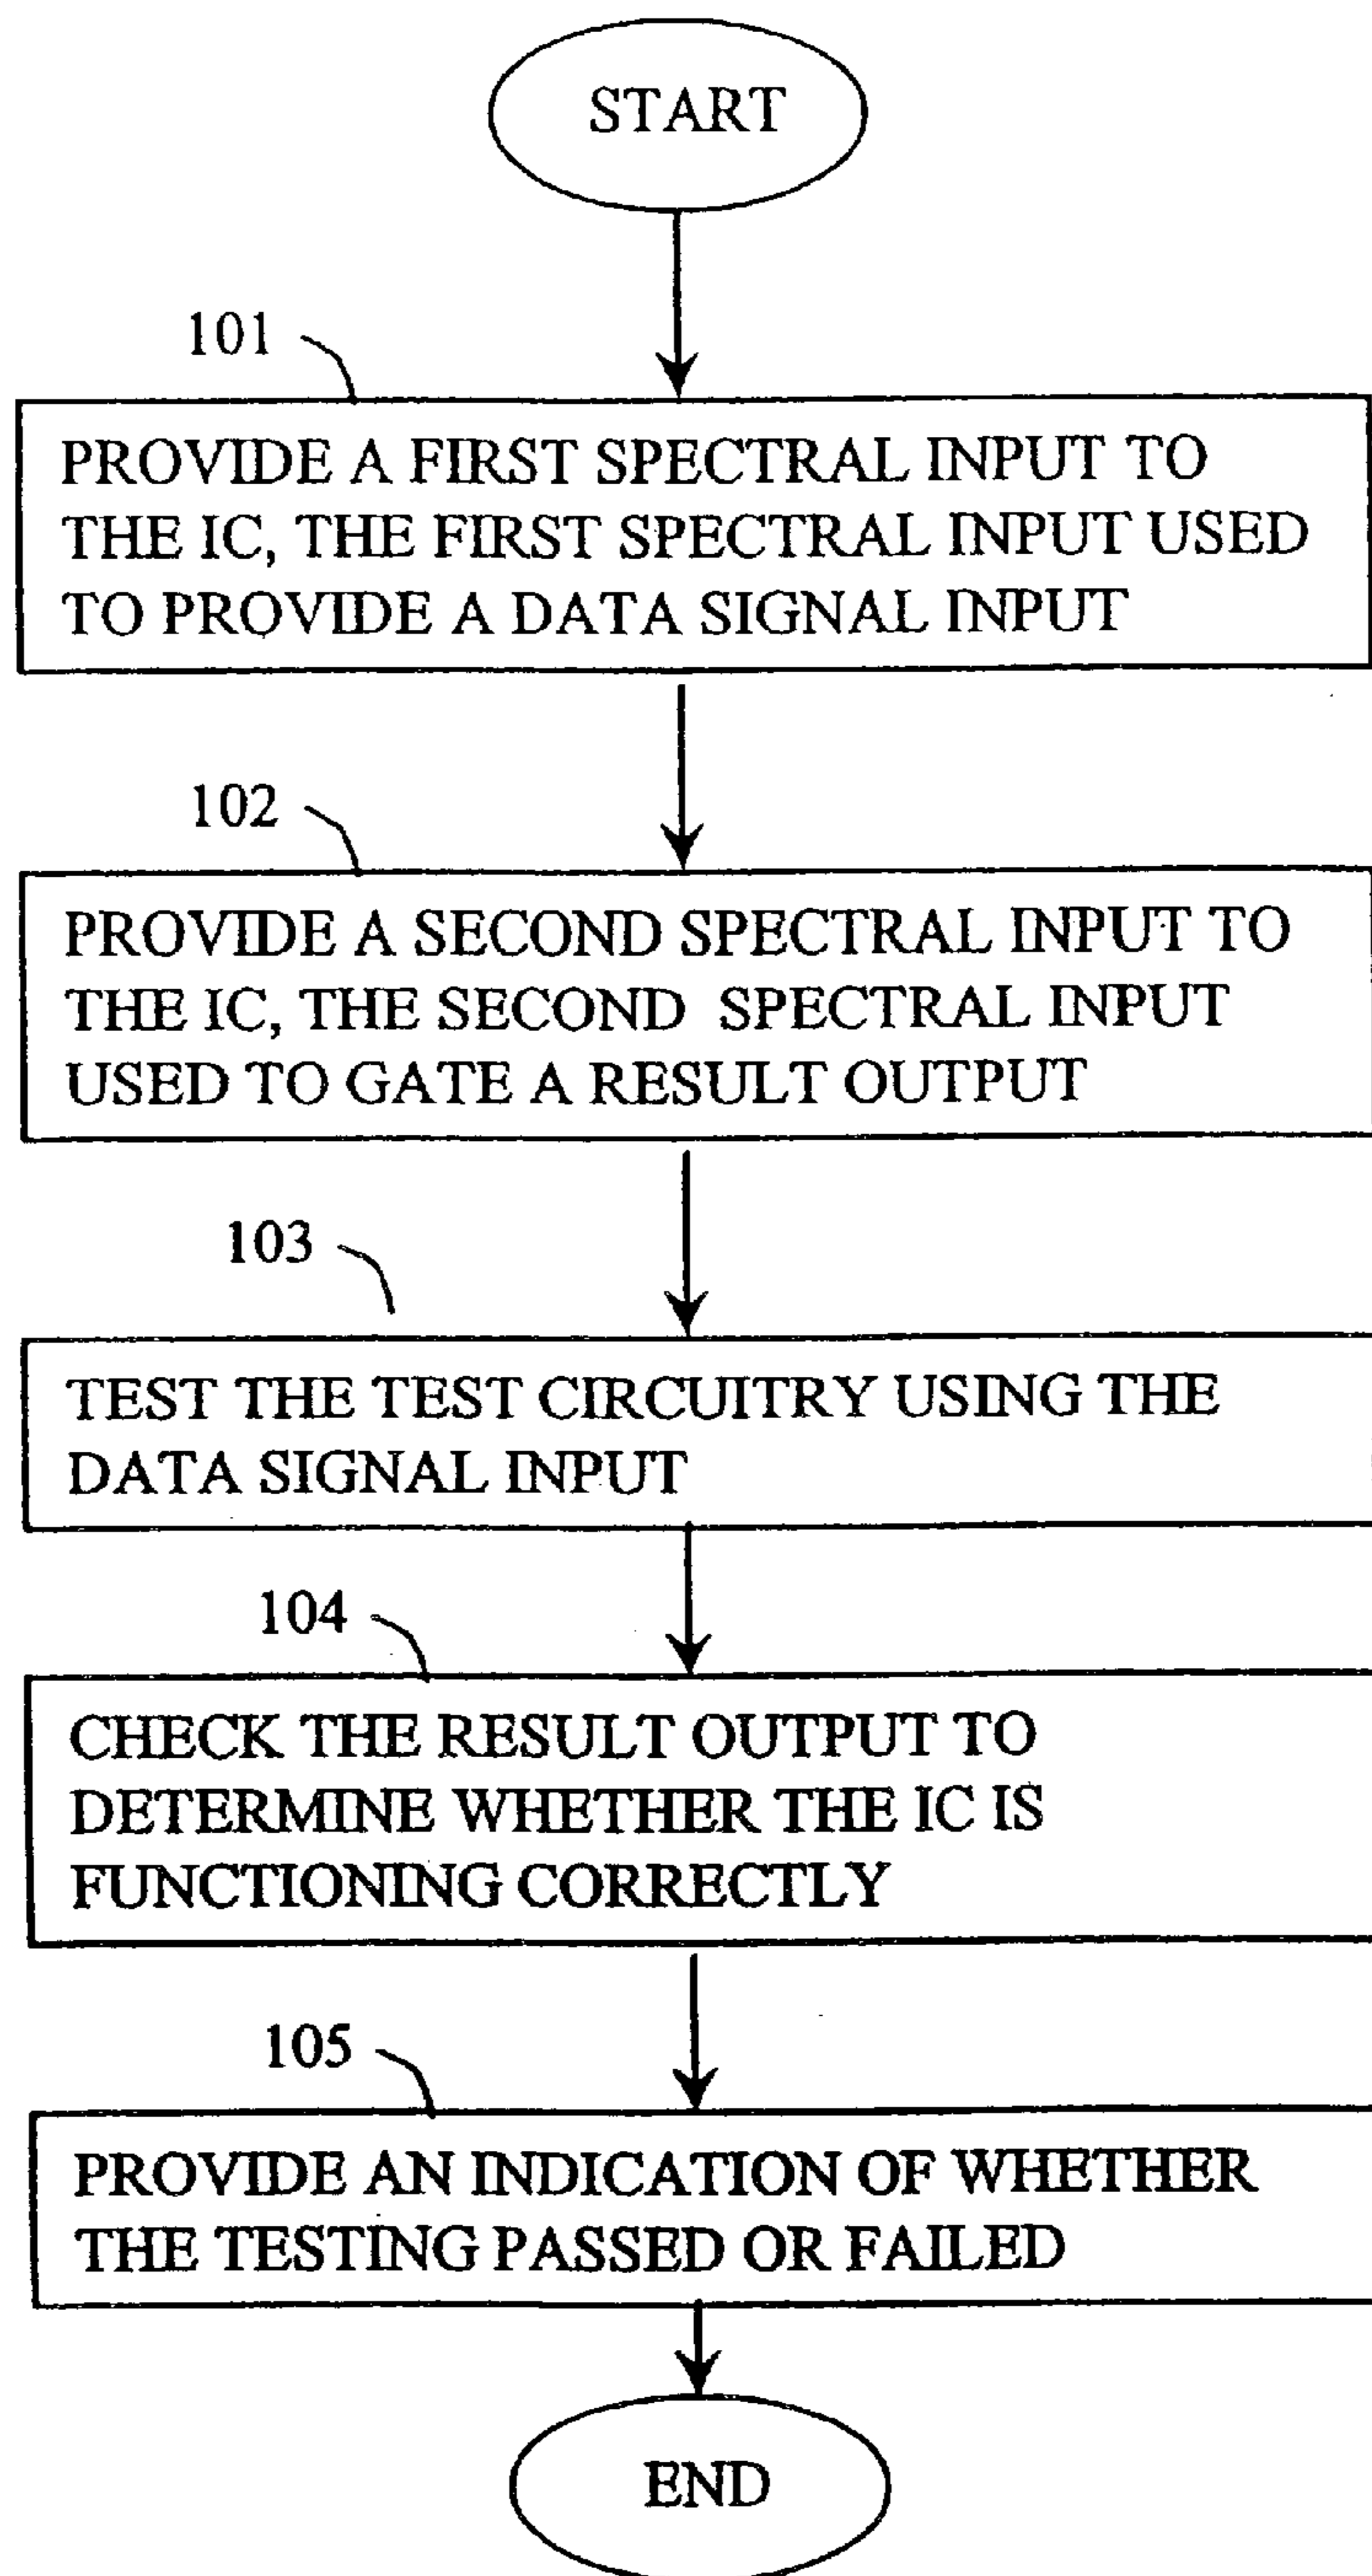 START
101
PROVIDE A FIRST SPECTRAL INPUT TO
THE IC, THE FIRST SPECTRAL INPUT USED
TO PROVIDE A DATA SIGNAL INPUT
102
PROVIDE A SECOND SPECTRAL INPUT TO
THE IC, THE SECOND SPECTRAL INPUT
USED TO GATE A RESULT OUTPUT
103
TEST THE TEST CIRCUITRY USING THE
DATA SIGNAL INPUT
104
CHECK THE RESULT OUTPUT TO
DETERMINE WHETHER THE IC IS
FUNCTIONING CORRECTLY
105
PROVIDE AN INDICATION OF WHETHER
THE TESTING PASSED OR FAILED
END